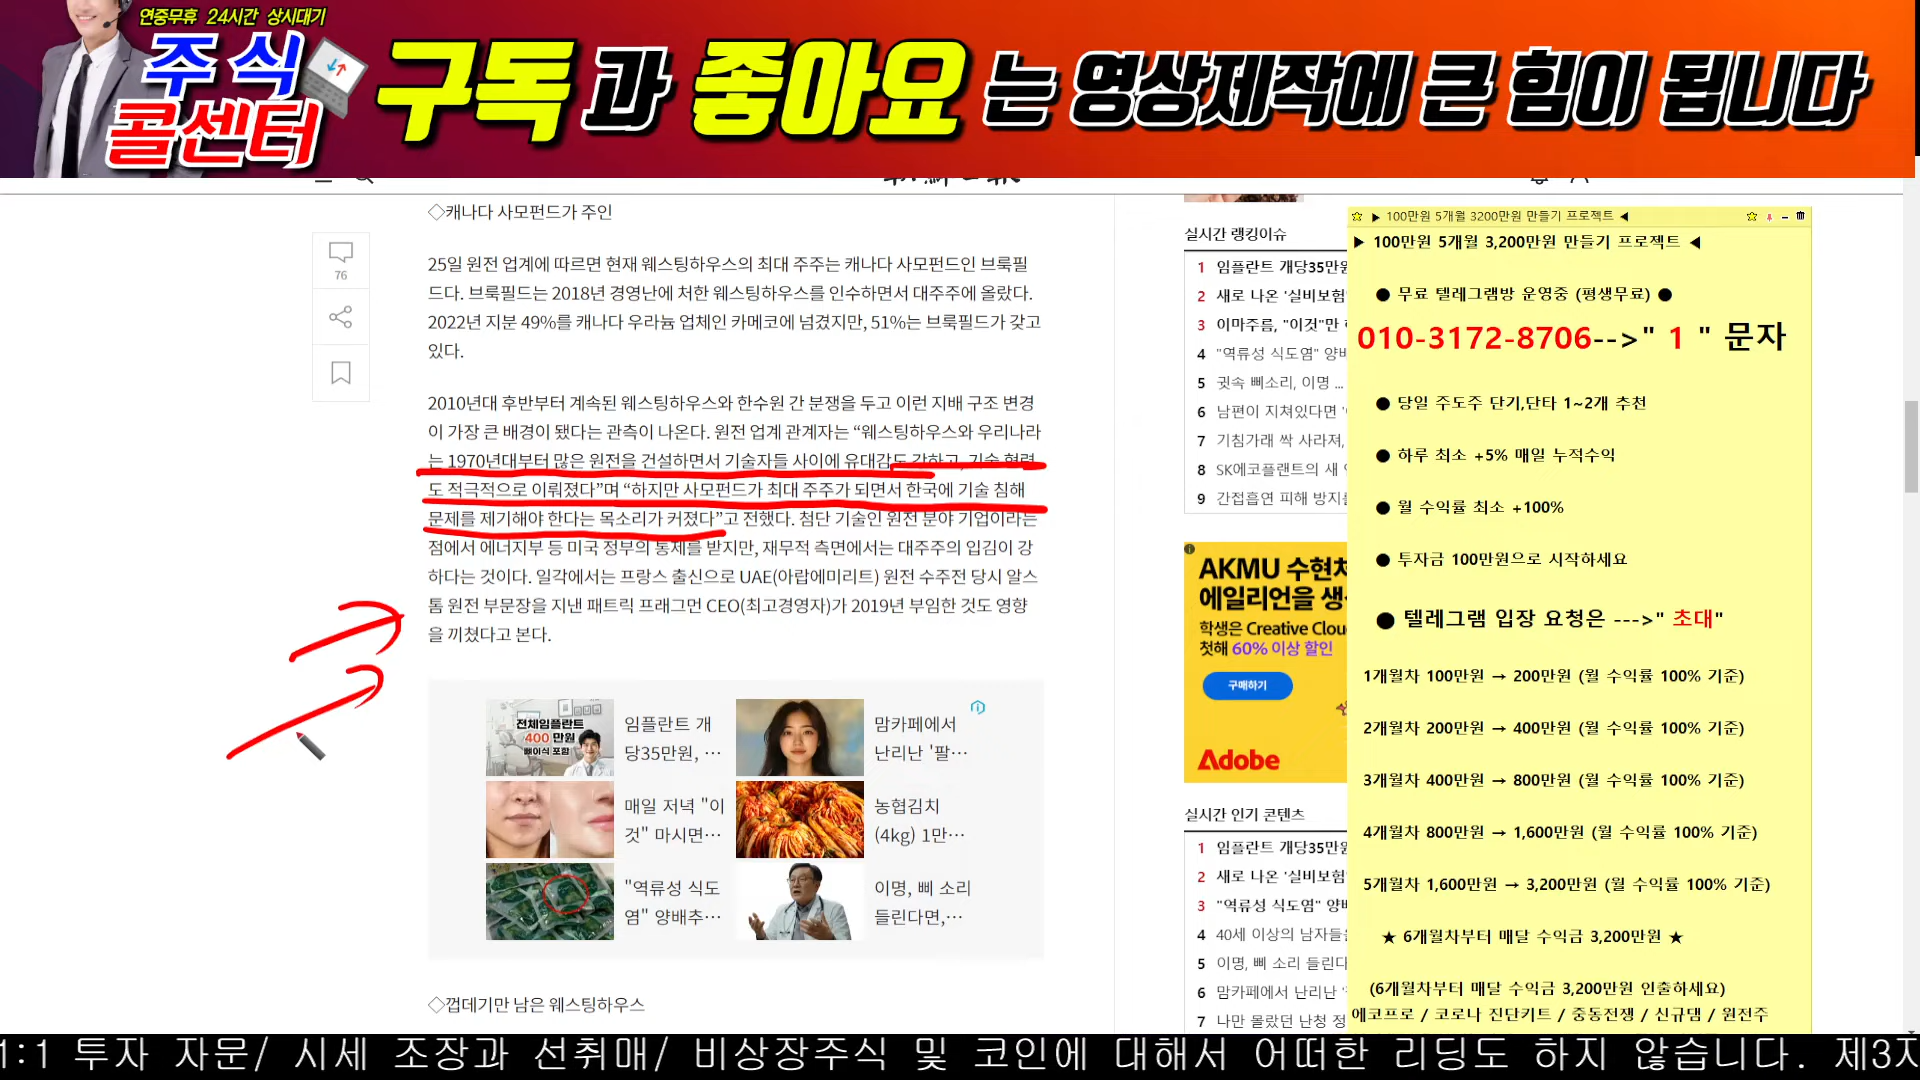 연중무휴 24시간 상시대기
주식
콜센터
구독과 좋아요는 영상제작에 큰 힘이 됩니다
◇캐나다 사모펀드가 주인
76
25일 원전 업계에 따르면 현재 웨스팅하우스의 최대 주주는 캐나다 사모펀드인 브룩필
드다. 브룩필드는 2018년 경영난에 처한 웨스팅하우스를 인수하면서 대주주에 올랐다.
2022년 지분 49%를 캐나다 우라늄 업체인 카메코에 넘겼지만, 51%는 브룩필드가 갖고
있다.
2010년대 후반부터 계속된 웨스팅하우스와 한수원 간 분쟁을 두고 이런 지배 구조 변경
이 가장 큰 배경이 됐다는 관측이 나온다. 원전 업계 관계자는 “웨스팅하우스와 우리나라
는 1970년대부터 많은 원전을 건설하면서 기술자들 사이에 유대감도 강하고, 기술 협력
도 적극적으로 이뤄졌다”며 “하지만 사모펀드가 최대 주주가 되면서 한국에 기술 침해
문제를 제기해야 한다는 목소리가 커졌다”고 전했다. 첨단 기술인 원전 분야 기업이라는
점에서 에너지부 등 미국 정부의 통제를 받지만, 재무적 측면에서는 대주주의 입김이 강
하다는 것이다. 일각에서는 프랑스 출신으로 UAE(아랍에미리트) 원전 수주전 당시 알스
톰 원전 부문장을 지낸 패트릭 프래그먼 CEO(최고경영자)가 2019년 부임한 것도 영향
을 끼쳤다고 본다.
전체임플란트
400 만원
뼈이식 포함
임플란트 개
당35만원, …
맘카페에서
난리난 '팔…
매일 저녁 "이
것" 마시면…
농협김치
(4kg) 1만…
"역류성 식도
염" 양배추…
이명, 삐 소리
들린다면,…
◇껍데기만 남은 웨스팅하우스
실시간 랭킹이슈
1 임플란트 개당35만원
2 새로 나온 '실비보험'
3 이마주름, "이것"만
4 "역류성 식도염" 양배
5 귓속 삐소리, 이명 ...
6 남편이 지쳐있다면
7 기침가래 싹 사라져,
8 SK에코플랜트의 새
9 간접흡연 피해 방지를
AKMU 수현처
에일리언을 생
학생은 Creative Clou
첫해 60% 이상 할인
구매하기
Adobe
실시간 인기 콘텐츠
1 임플란트 개당35만원
2 새로 나온 '실비보험'
3 "역류성 식도염" 양배
4 40세 이상의 남자들을
5 이명, 삐 소리 들린다
6 맘카페에서 난리난
7 나만 몰랐던 난청 정
▶ 100만원 5개월 3200만원 만들기 프로젝트 ◀
▶ 100만원 5개월 3,200만원 만들기 프로젝트 ◀
● 무료 텔레그램방 운영중 (평생무료) ●
010-3172-8706-->" 1 " 문자
● 당일 주도주 단기,단타 1~2개 추천
● 하루 최소 +5% 매일 누적수익
● 월 수익률 최소 +100%
● 투자금 100만원으로 시작하세요
● 텔레그램 입장 요청은 --->" 초대"
1개월차 100만원 → 200만원 (월 수익률 100% 기준)
2개월차 200만원 → 400만원 (월 수익률 100% 기준)
3개월차 400만원 → 800만원 (월 수익률 100% 기준)
4개월차 800만원 → 1,600만원 (월 수익률 100% 기준)
5개월차 1,600만원 → 3,200만원 (월 수익률 100% 기준)
★ 6개월차부터 매달 수익금 3,200만원 ★
(6개월차부터 매달 수익금 3,200만원 인출하세요)
에코프로 / 코로나 진단키트 / 중동전쟁 / 신규댐 / 원전주
1:1 투자 자문/ 시세 조장과 선취매/ 비상장주식 및 코인에 대해서 어떠한 리딩도 하지 않습니다. 제3자